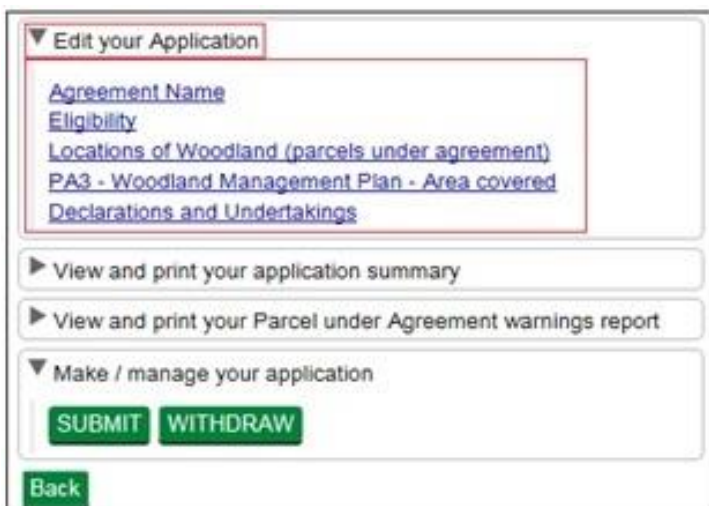 Edit your Application
Agreement Name
Eligibility
Locations of Woodland (parcels under agreement)
PA3 - Woodland Management Plan - Area covered
Declarations and Undertakings
View and print your application summary
View and print your Parcel under Agreement warnings report
Make / manage your application
SUBMIT WITHDRAW
Back